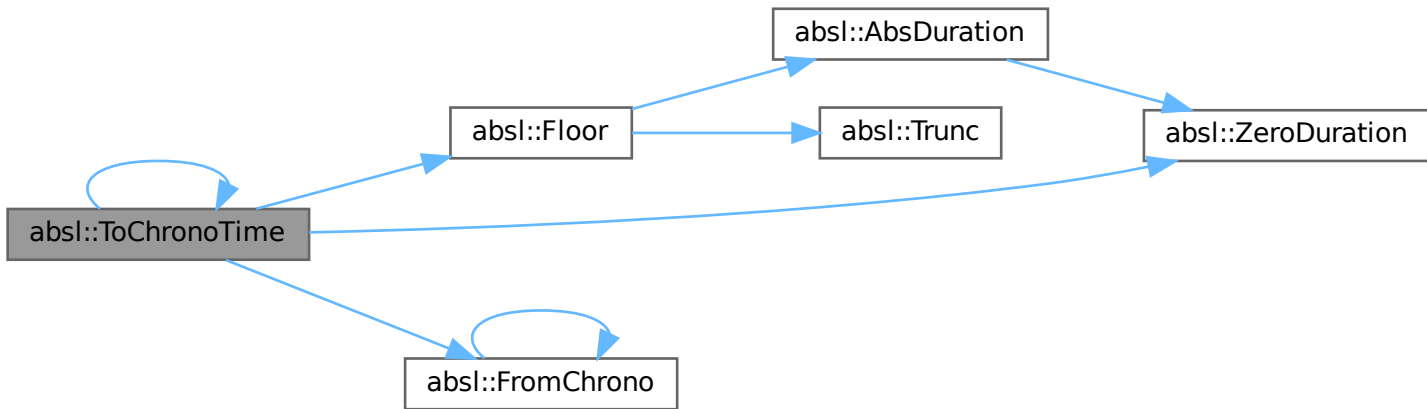 absl::AbsDuration
absl::Floor
absl::Trunc
absl::ZeroDuration
absl::ToChronoTime
absl::FromChrono